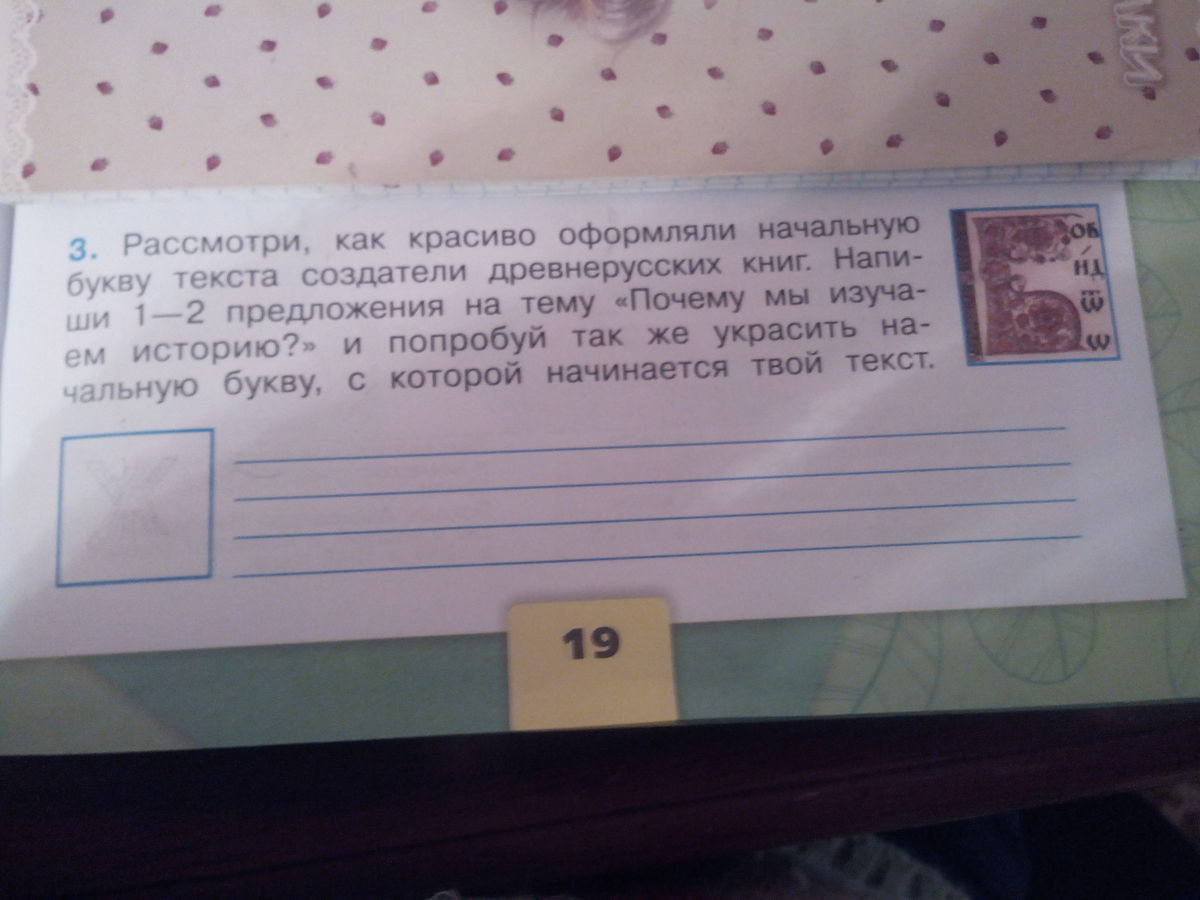 АКИ
3. Рассмотри, как красиво оформляли начальную
букву текста создатели древнерусских книг. Напи-
ши 1—2 предложения на тему «Почему мы изуча-
ем историю?» и попробуй так же украсить на-
чальную букву, с которой начинается твой текст.
Ж
19